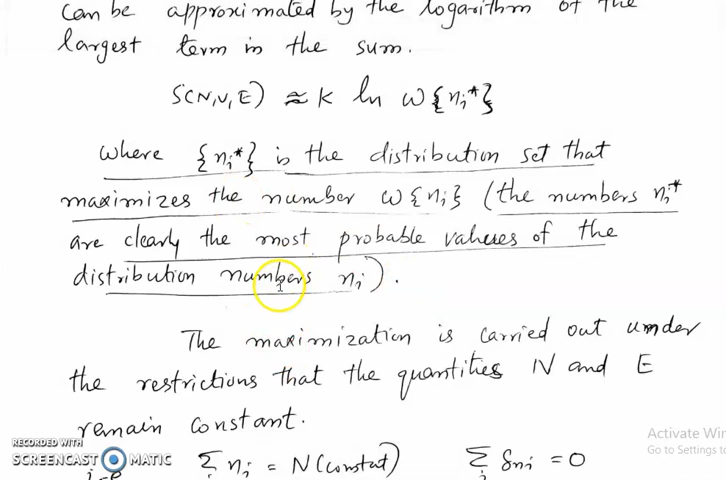 can be approximated by the logarithm of the
largest term in the sum.
S(N,V,E) ≈ K ln ω{nᵢ*}
where {nᵢ*} is the distribution set that
maximizes the number ω{nᵢ} (the numbers nᵢ*
are clearly the most probable values of the
distribution numbers nᵢ).
The maximization is carried out under
the restrictions that the quantities N and E
remain constant.
Σ nᵢ = N (constat) Σ δnᵢ = 0
i
RECORDED WITH
SCREENCAST MATIC
Activate Win
Go to Settings to